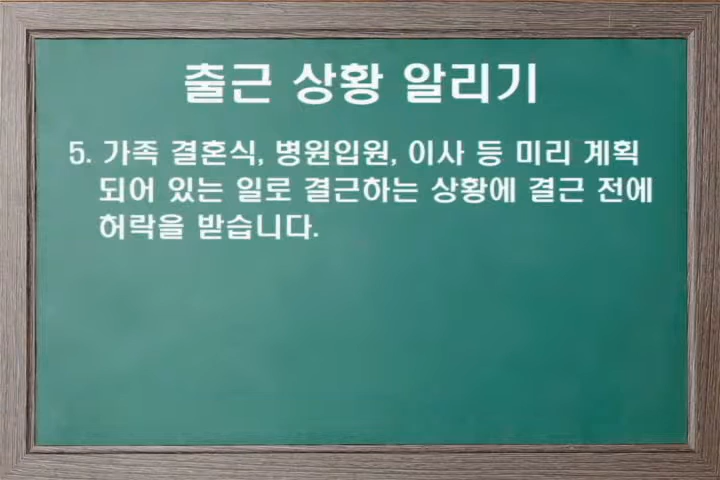 출근 상황 알리기
5. 가족 결혼식, 병원입원, 이사 등 미리 계획
되어 있는 일로 결근하는 상황에 결근 전에
허락을 받습니다.